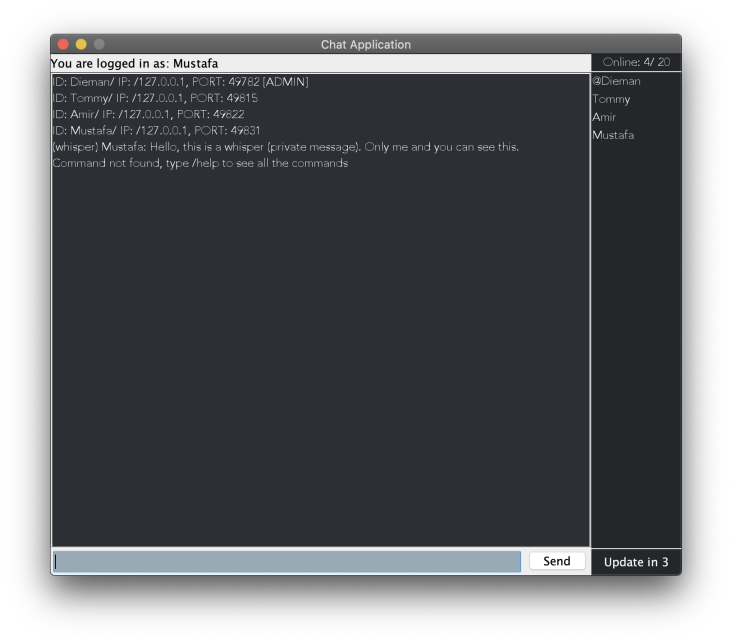 Chat Application
You are logged in as: Mustafa
Online: 4/ 20
ID: Dieman/ IP: /127.0.0.1, PORT: 49782 [ADMIN]
ID: Tommy/ IP: /127.0.0.1, PORT: 49815
ID: Amir/ IP: /127.0.0.1, PORT: 49822
ID: Mustafa/ IP: /127.0.0.1, PORT: 49831
(whisper) Mustafa: Hello, this is a whisper (private message). Only me and you can see this.
Command not found, type /help to see all the commands
@Dieman
Tommy
Amir
Mustafa
Send
Update in 3